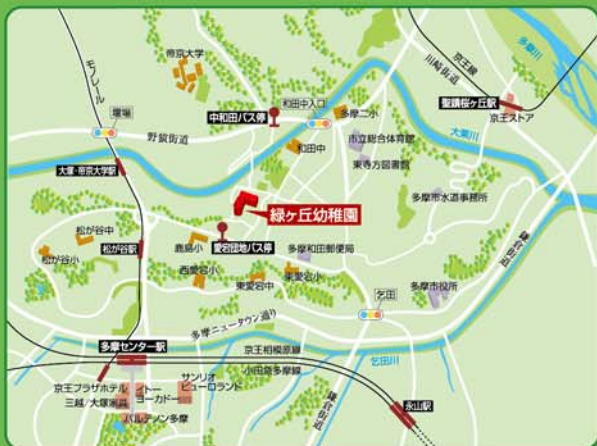 モノレール
帝京大学
川崎街道
京王線
多摩川
聖蹟桜ヶ丘駅
京王ストア
中和田バス停
和田中入口
多摩二小
堰場
野猿街道
和田中
市立総合体育館
大栗川
東寺方図書館
大塚・帝京大学駅
緑ヶ丘幼稚園
多摩市水道事務所
鎌倉街道
松が谷中
松が谷駅
鹿島小
愛宕団地バス停
多摩和田郵便局
松が谷小
西愛宕小
東愛宕中
東愛宕小
多摩市役所
乞田
多摩ニュータウン通り
多摩センター駅
京王相模原線
小田急多摩線
乞田川
京王プラザホテル
イトーヨーカドー
サンリオ
ピューロランド
三越/大塚家具
パルテノン多摩
鎌倉街道
永山駅